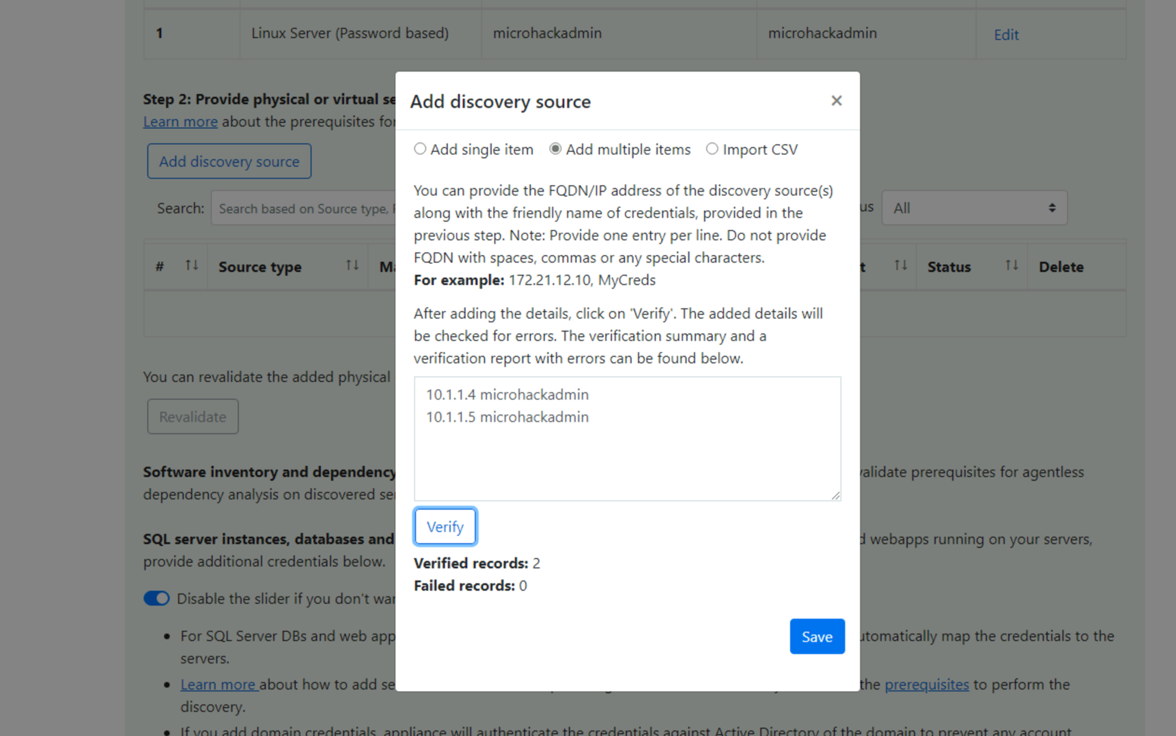 1 Linux Server (Password based) microhackadmin microhackadmin Edit
Step 2: Provide physical or virtual se
Learn more about the prerequisites for
Add discovery source
Search: Search based on Source type, us All
# Source type Ma t Status Delete
You can revalidate the added physical
Revalidate
Software inventory and dependency alidate prerequisites for agentless
dependency analysis on discovered se
SQL server instances, databases and d webapps running on your servers,
provide additional credentials below.
Disable the slider if you don't wan
For SQL Server DBs and web app utomatically map the credentials to the
servers.
Learn more about how to add se the prerequisites to perform the
discovery.
If you add domain credentials, appliance will authenticate the credentials against Active Directory of the domain to prevent any account
Add discovery source ×
Add single item Add multiple items Import CSV
You can provide the FQDN/IP address of the discovery source(s)
along with the friendly name of credentials, provided in the
previous step. Note: Provide one entry per line. Do not provide
FQDN with spaces, commas or any special characters.
For example: 172.21.12.10, MyCreds
After adding the details, click on 'Verify'. The added details will
be checked for errors. The verification summary and a
verification report with errors can be found below.
10.1.1.4 microhackadmin
10.1.1.5 microhackadmin
Verify
Verified records: 2
Failed records: 0
Save